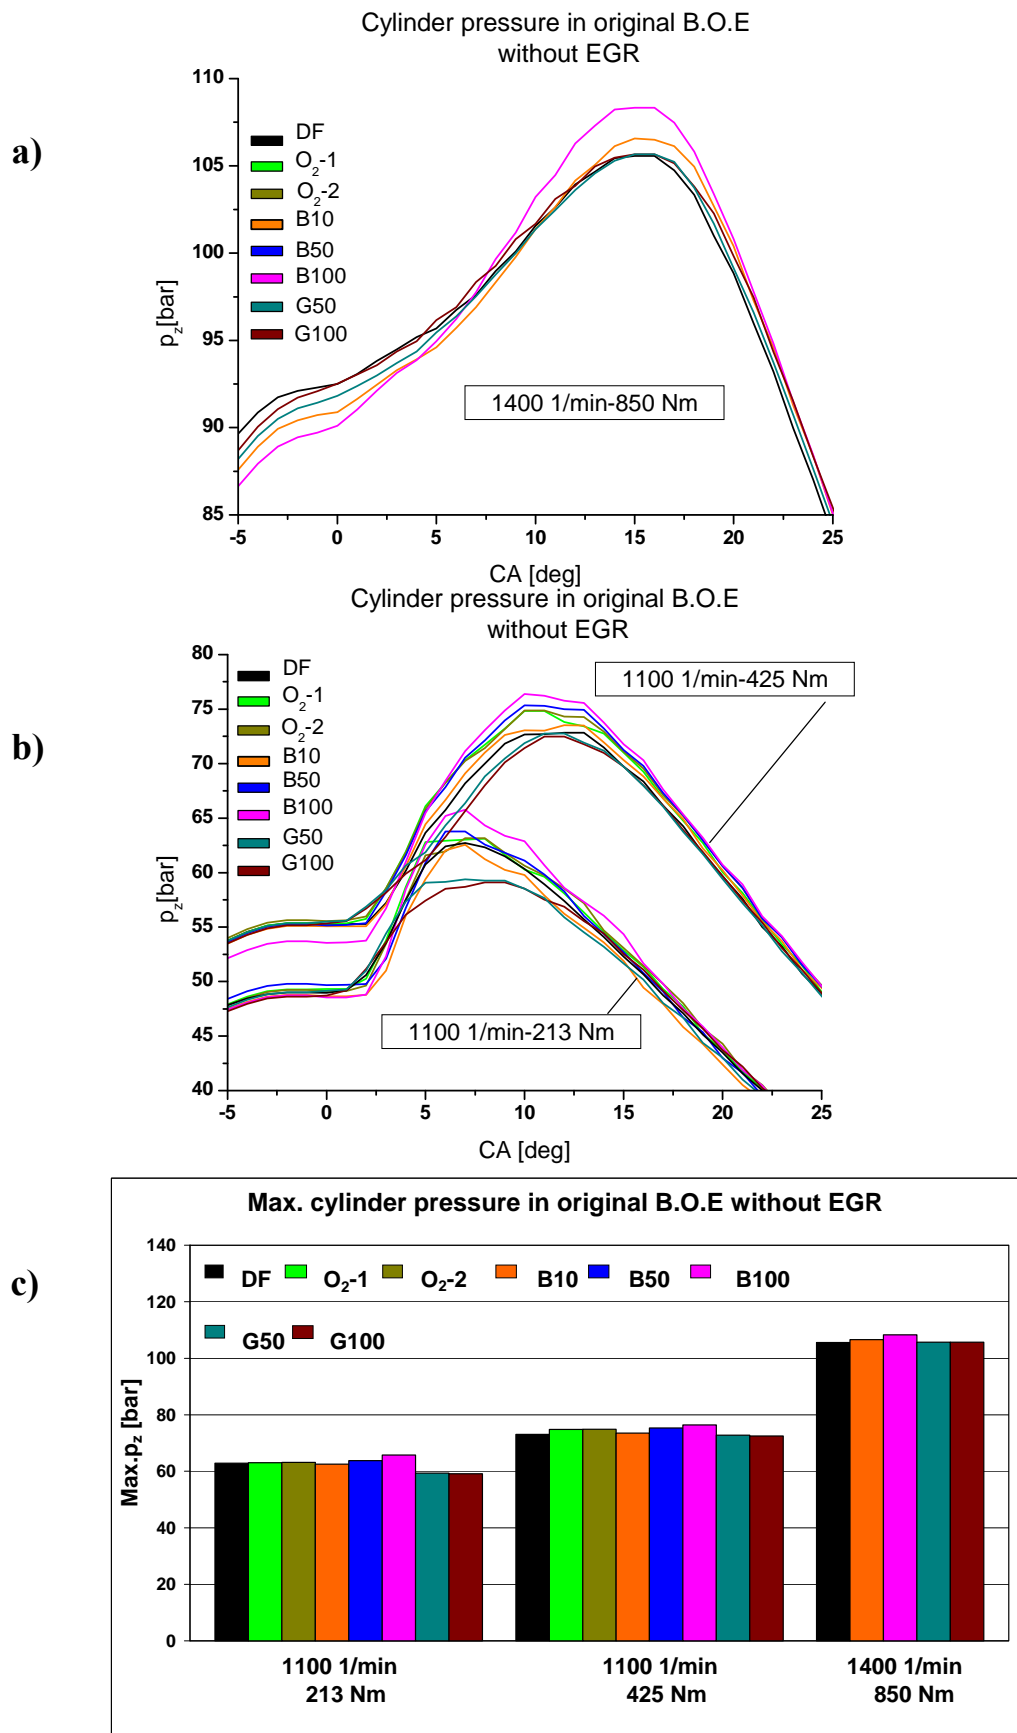 Cylinder pressure in original B.O.E
without EGR
a)
110
105
100
95
90
85
p_z[bar]
DF
O₂-1
O₂-2
B10
B50
B100
G50
G100
1400 1/min-850 Nm
-5 0 5 10 15 20 25
CA [deg]
Cylinder pressure in original B.O.E
without EGR
b)
80
75
70
65
60
55
50
45
40
p_z[bar]
DF
O₂-1
O₂-2
B10
B50
B100
G50
G100
1100 1/min-425 Nm
1100 1/min-213 Nm
-5 0 5 10 15 20 25
CA [deg]
c)
Max. cylinder pressure in original B.O.E without EGR
140
120
100
80
60
40
20
0
Max.p_z [bar]
DF O₂-1 O₂-2 B10 B50 B100
G50 G100
1100 1/min 1100 1/min 1400 1/min
213 Nm 425 Nm 850 Nm